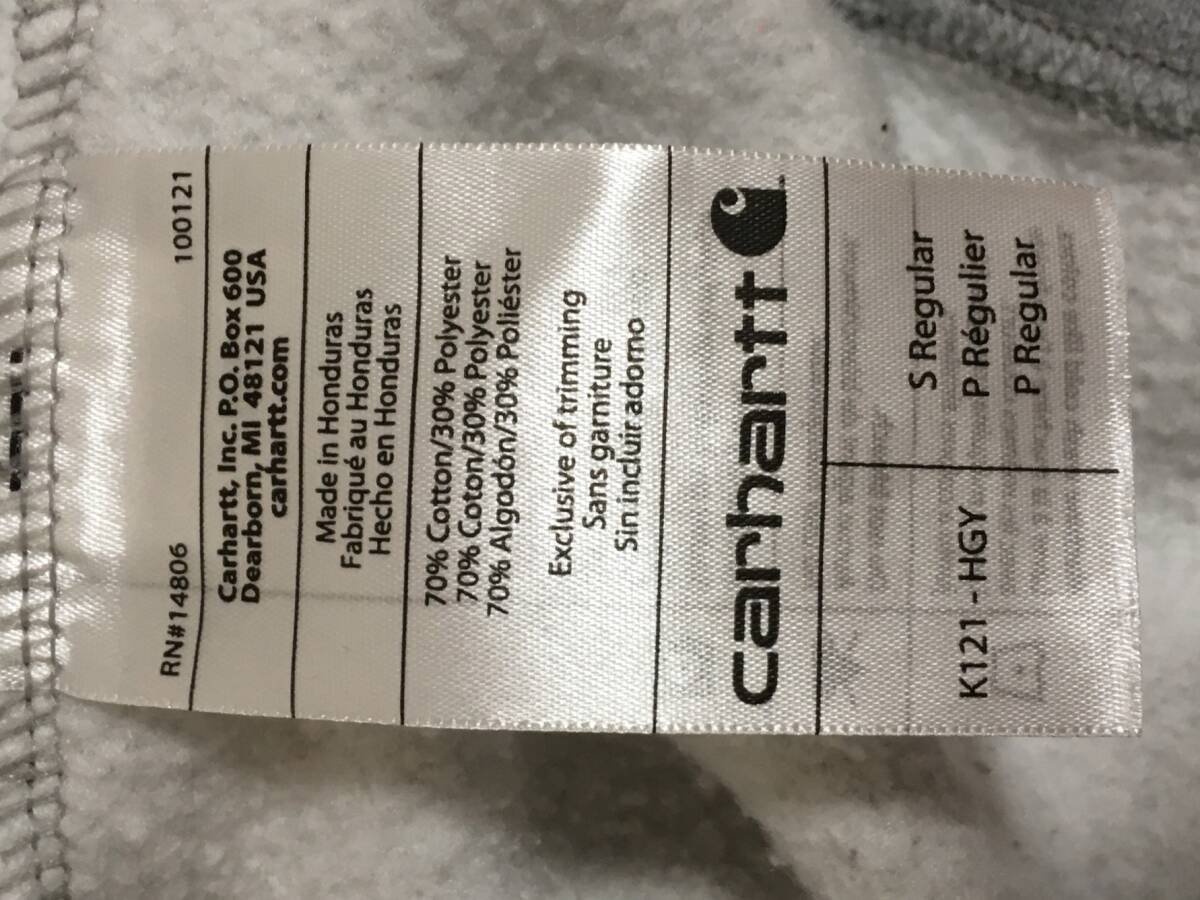 RN#14806 100121
Carhartt, Inc. P.O. Box 600
Dearborn, MI 48121 USA
carhartt.com
Made in Honduras
Fabriqué au Honduras
Hecho en Honduras
70% Cotton/30% Polyester
70% Coton/30% Polyester
70% Algodón/30% Poliéster
Exclusive of trimming
Sans garniture
Sin incluir adorno
carhartt
K121-HGY
S Regular
P Régulier
P Regular